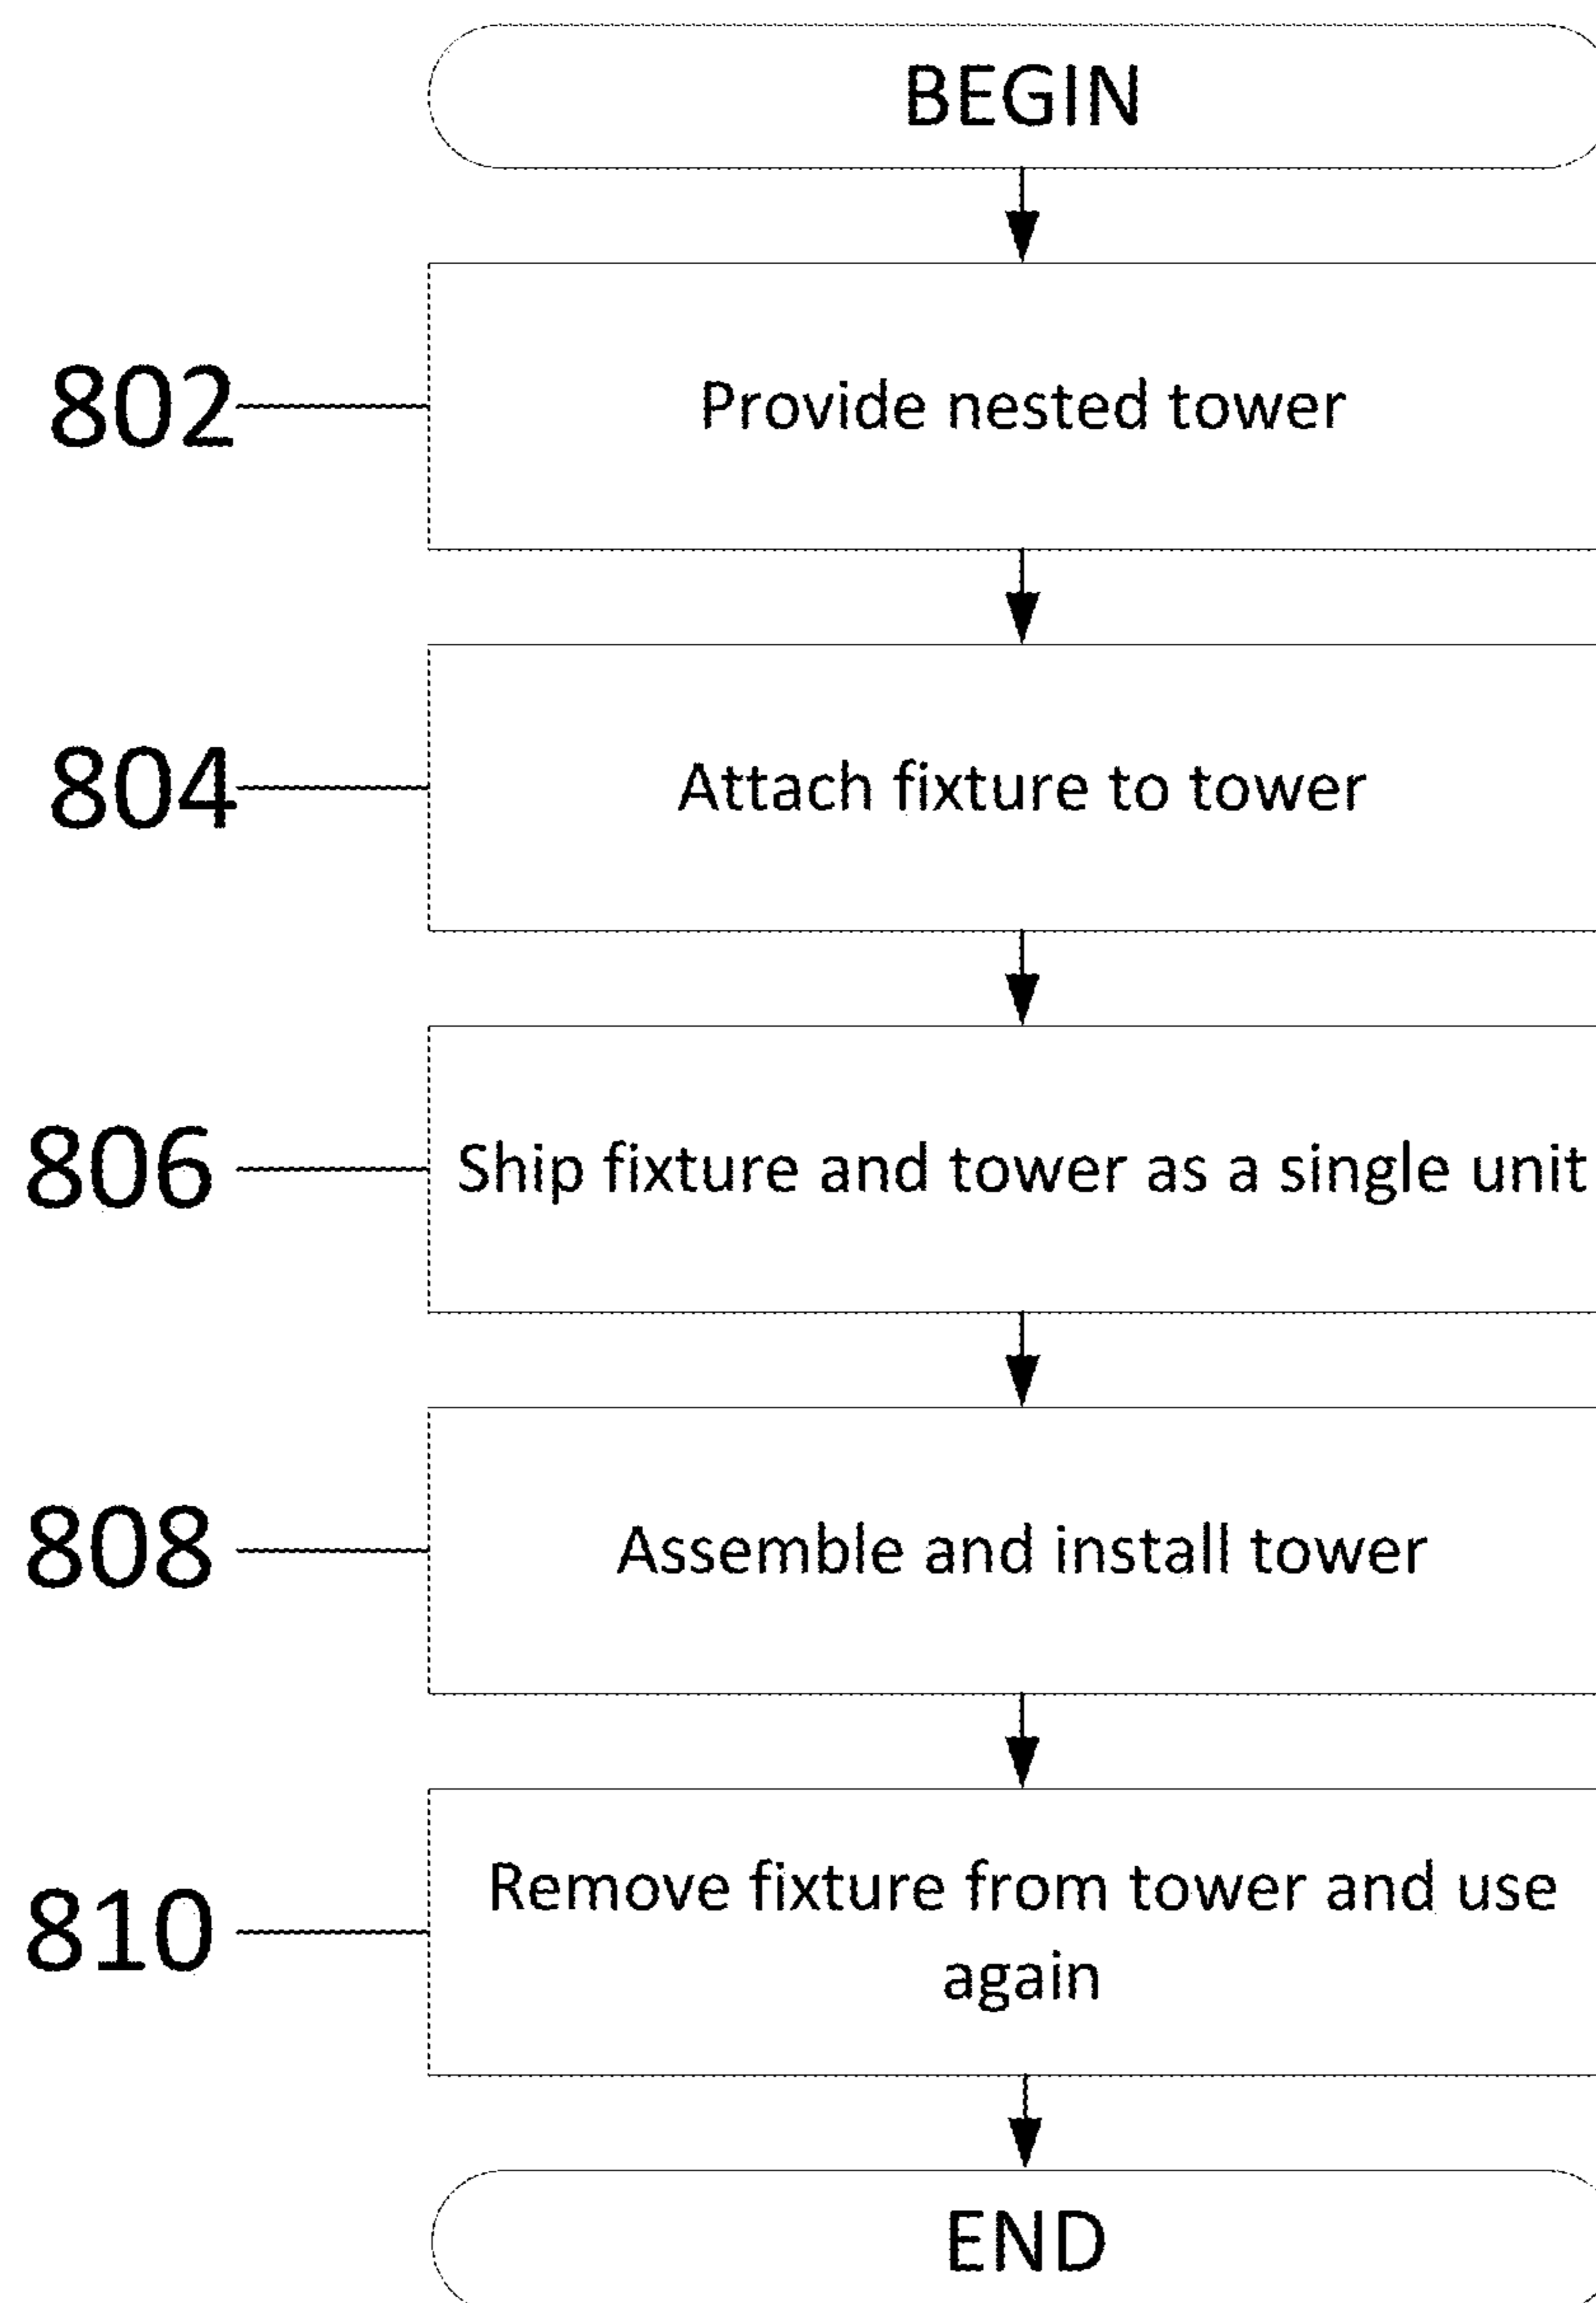 BEGIN
802
Provide nested tower
804
Attach fixture to tower
806
Ship fixture and tower as a single unit
808
Assemble and install tower
810
Remove fixture from tower and use
again
END